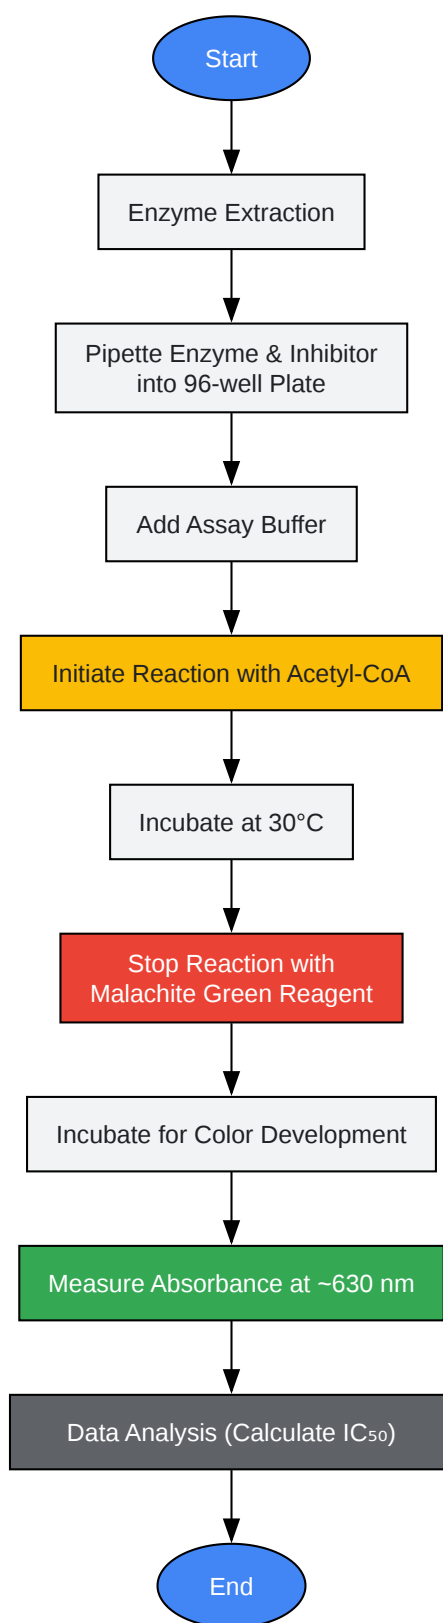 Start
Enzyme Extraction
Pipette Enzyme & Inhibitor
into 96-well Plate
Add Assay Buffer
Initiate Reaction with Acetyl-CoA
Incubate at 30°C
Stop Reaction with
Malachite Green Reagent
Incubate for Color Development
Measure Absorbance at ~630 nm
Data Analysis (Calculate IC₅₀)
End